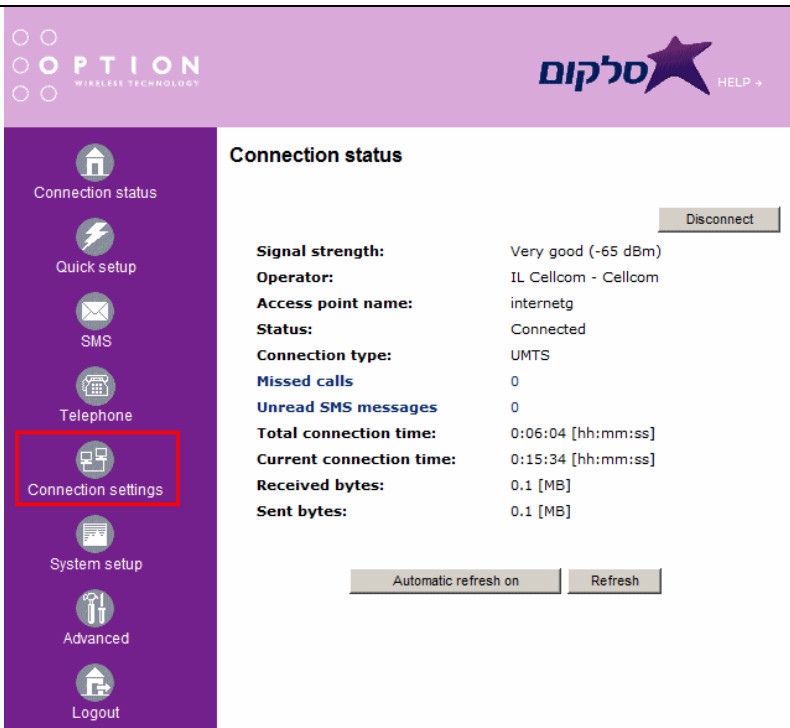 OPTION
WIRELESS TECHNOLOGY
סלקום
HELP →
Connection status
Quick setup
SMS
Telephone
Connection settings
System setup
Advanced
Logout
Connection status
Disconnect
Signal strength: Very good (-65 dBm)
Operator: IL Cellcom - Cellcom
Access point name: internetg
Status: Connected
Connection type: UMTS
Missed calls 0
Unread SMS messages 0
Total connection time: 0:06:04 [hh:mm:ss]
Current connection time: 0:15:34 [hh:mm:ss]
Received bytes: 0.1 [MB]
Sent bytes: 0.1 [MB]
Automatic refresh on Refresh